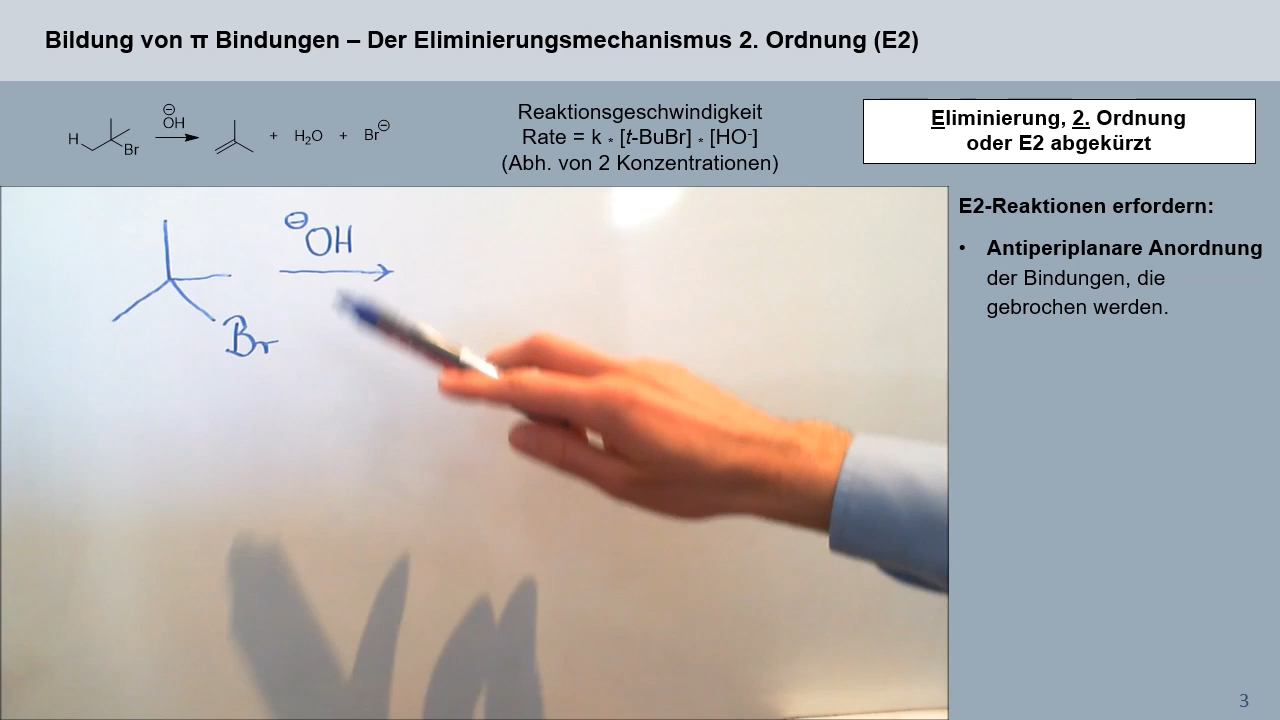 Bildung von π Bindungen – Der Eliminierungsmechanismus 2. Ordnung (E2)
H Br ⊖ OH + H₂O + Br⊖
Reaktionsgeschwindigkeit
Rate = k * [t-BuBr] * [HO-]
(Abh. von 2 Konzentrationen)
Eliminierung, 2. Ordnung
oder E2 abgekürzt
⊖OH
Br
E2-Reaktionen erfordern:
• Antiperiplanare Anordnung
der Bindungen, die
gebrochen werden.
3